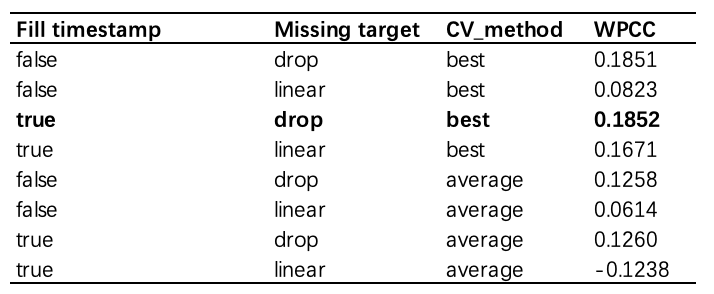 Fill timestamp Missing target CV_method WPCC
false drop best 0.1851
false linear best 0.0823
true drop best 0.1852
true linear best 0.1671
false drop average 0.1258
false linear average 0.0614
true drop average 0.1260
true linear average -0.1238